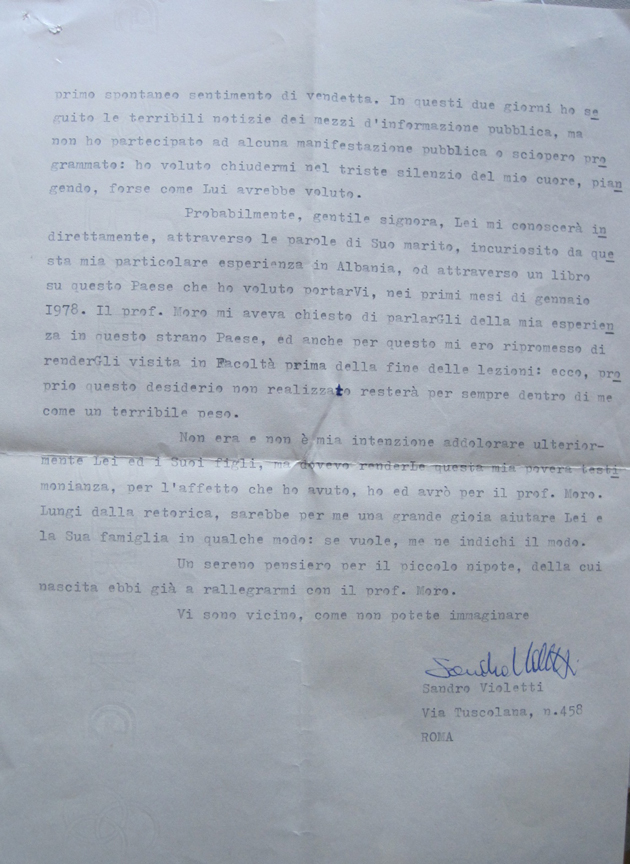 primo spontaneo sentimento di vendetta. In questi due giorni ho se
guito le terribili notizie dei mezzi d'informazione pubblica, ma
non ho partecipato ad alcuna manifestazione pubblica o sciopero pro
grammato: ho voluto chiudermi nel triste silenzio del mio cuore, pian
gendo, forse come Lui avrebbe voluto.
Probabilmente, gentile signora, Lei mi conoscerà in
direttamente, attraverso le parole di Suo marito, incuriosito da que
sta mia particolare esperienza in Albania, od attraverso un libro
su questo Paese che ho voluto portarVi, nei primi mesi di gennaio
I978. Il prof. Moro mi aveva chiesto di parlarGli della mia esperien
za in questo strano Paese, ed anche per questo mi ero ripromesso di
renderGli visita in Facoltà prima della fine delle lezioni: ecco, pro
prio questo desiderio non realizzato resterà per sempre dentro di me
come un terribile peso.
Non era e non è mia intenzione addolorare ulterior-
mente Lei ed i Suoi figli, ma dovevo renderLe questa mia povera testi
monianza, per l'affetto che ho avuto, ho ed avrò per il prof. Moro.
Lungi dalla retorica, sarebbe per me una grande gioia aiutare Lei e
la Sua famiglia in qualche modo: se vuole, me ne indichi il modo.
Un sereno pensiero per il piccolo nipote, della cui
nascita ebbi già a rallegrarmi con il prof. Moro.
Vi sono vicino, come non potete immaginare
Sandro Violetti
Sandro Violetti
Via Tuscolana, n.458
ROMA